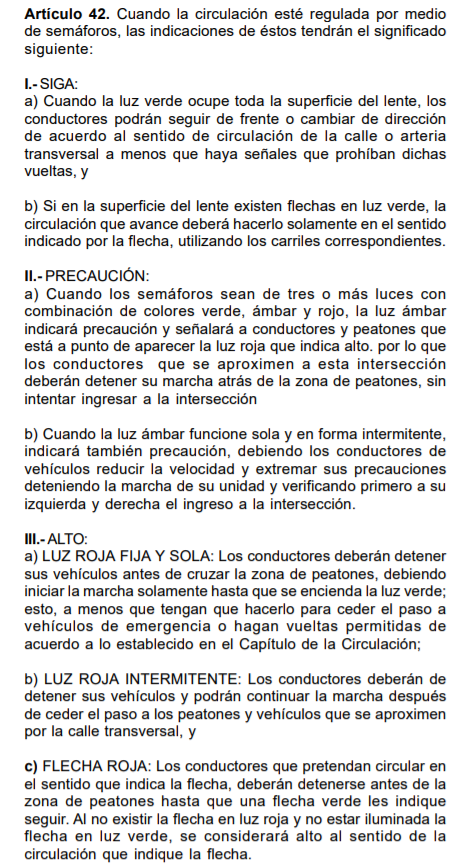 Artículo 42. Cuando la circulación esté regulada por medio
de semáforos, las indicaciones de éstos tendrán el significado
siguiente:
I.- SIGA:
a) Cuando la luz verde ocupe toda la superficie del lente, los
conductores podrán seguir de frente o cambiar de dirección
de acuerdo al sentido de circulación de la calle o arteria
transversal a menos que haya señales que prohíban dichas
vueltas, y
b) Si en la superficie del lente existen flechas en luz verde, la
circulación que avance deberá hacerlo solamente en el sentido
indicado por la flecha, utilizando los carriles correspondientes.
II.- PRECAUCIÓN:
a) Cuando los semáforos sean de tres o más luces con
combinación de colores verde, ámbar y rojo, la luz ámbar
indicará precaución y señalará a conductores y peatones que
está a punto de aparecer la luz roja que indica alto. por lo que
los conductores que se aproximen a esta intersección
deberán detener su marcha atrás de la zona de peatones, sin
intentar ingresar a la intersección
b) Cuando la luz ámbar funcione sola y en forma intermitente,
indicará también precaución, debiendo los conductores de
vehículos reducir la velocidad y extremar sus precauciones
deteniendo la marcha de su unidad y verificando primero a su
izquierda y derecha el ingreso a la intersección.
III.- ALTO:
a) LUZ ROJA FIJA Y SOLA: Los conductores deberán detener
sus vehículos antes de cruzar la zona de peatones, debiendo
iniciar la marcha solamente hasta que se encienda la luz verde;
esto, a menos que tengan que hacerlo para ceder el paso a
vehículos de emergencia o hagan vueltas permitidas de
acuerdo a lo establecido en el Capítulo de la Circulación;
b) LUZ ROJA INTERMITENTE: Los conductores deberán de
detener sus vehículos y podrán continuar la marcha después
de ceder el paso a los peatones y vehículos que se aproximen
por la calle transversal, y
c) FLECHA ROJA: Los conductores que pretendan circular en
el sentido que indica la flecha, deberán detenerse antes de la
zona de peatones hasta que una flecha verde les indique
seguir. Al no existir la flecha en luz roja y no estar iluminada la
flecha en luz verde, se considerará alto al sentido de la
circulación que indique la flecha.